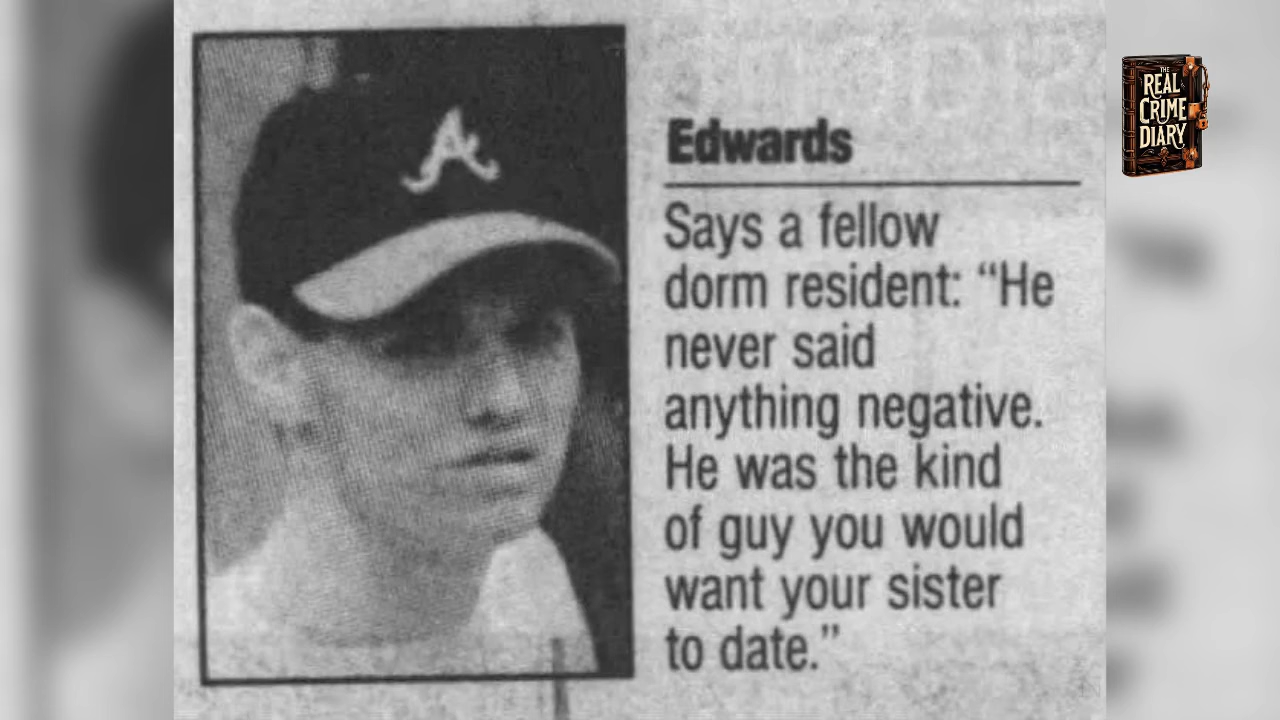 A
Edwards
Says a fellow
dorm resident: “He
never said
anything negative.
He was the kind
of guy you would
want your sister
to date.”
THE
REAL
CRIME
DIARY